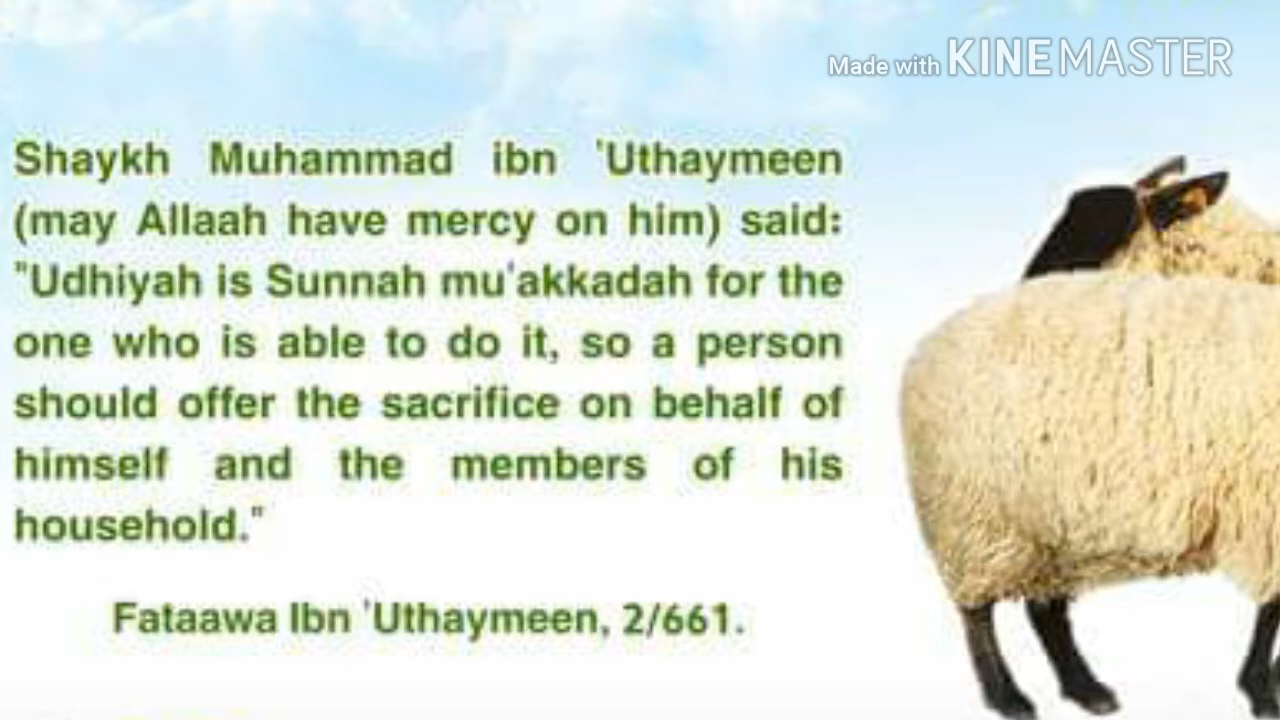 Made with KINEMASTER
Shaykh Muhammad ibn 'Uthaymeen
(may Allaah have mercy on him) said:
"Udhiyah is Sunnah mu'akkadah for the
one who is able to do it, so a person
should offer the sacrifice on behalf of
himself and the members of his
household."
Fataawa Ibn 'Uthaymeen, 2/661.